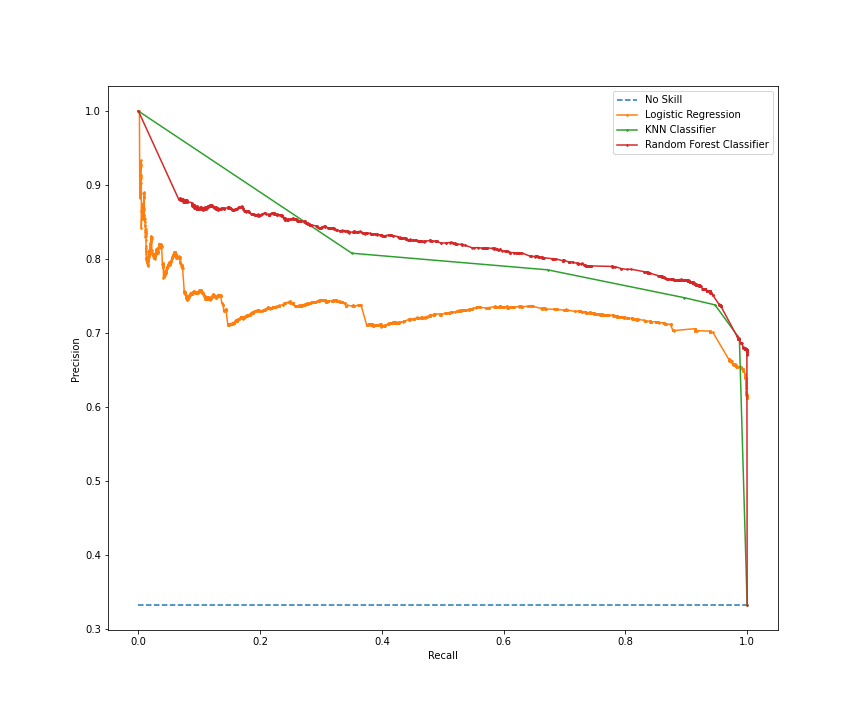 No Skill
Logistic Regression
KNN Classifier
Random Forest Classifier
Precision
1.0
0.9
0.8
0.7
0.6
0.5
0.4
0.3
0.0 0.2 0.4 0.6 0.8 1.0
Recall